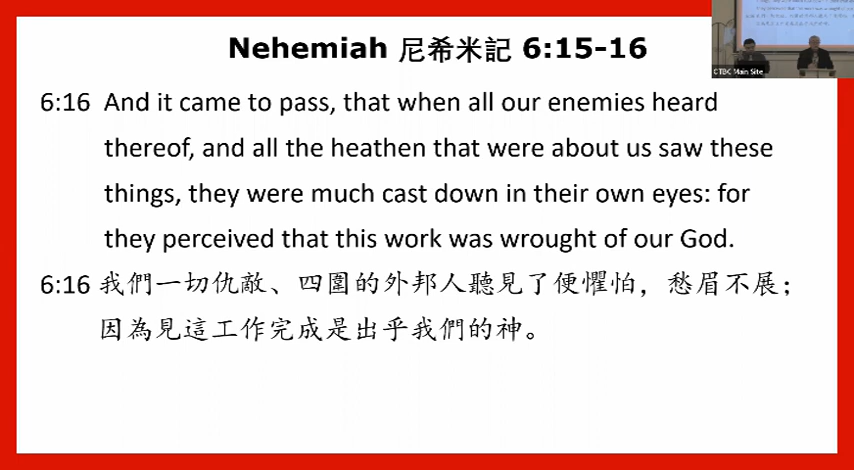 Nehemiah 尼希米記 6:15-16
CTBC Main Site
6:16 And it came to pass, that when all our enemies heard
thereof, and all the heathen that were about us saw these
things, they were much cast down in their own eyes: for
they perceived that this work was wrought of our God.
6:16 我們一切仇敵、四圍的外邦人聽見了便懼怕，愁眉不展；
因為見這工作完成是出乎我們的神。